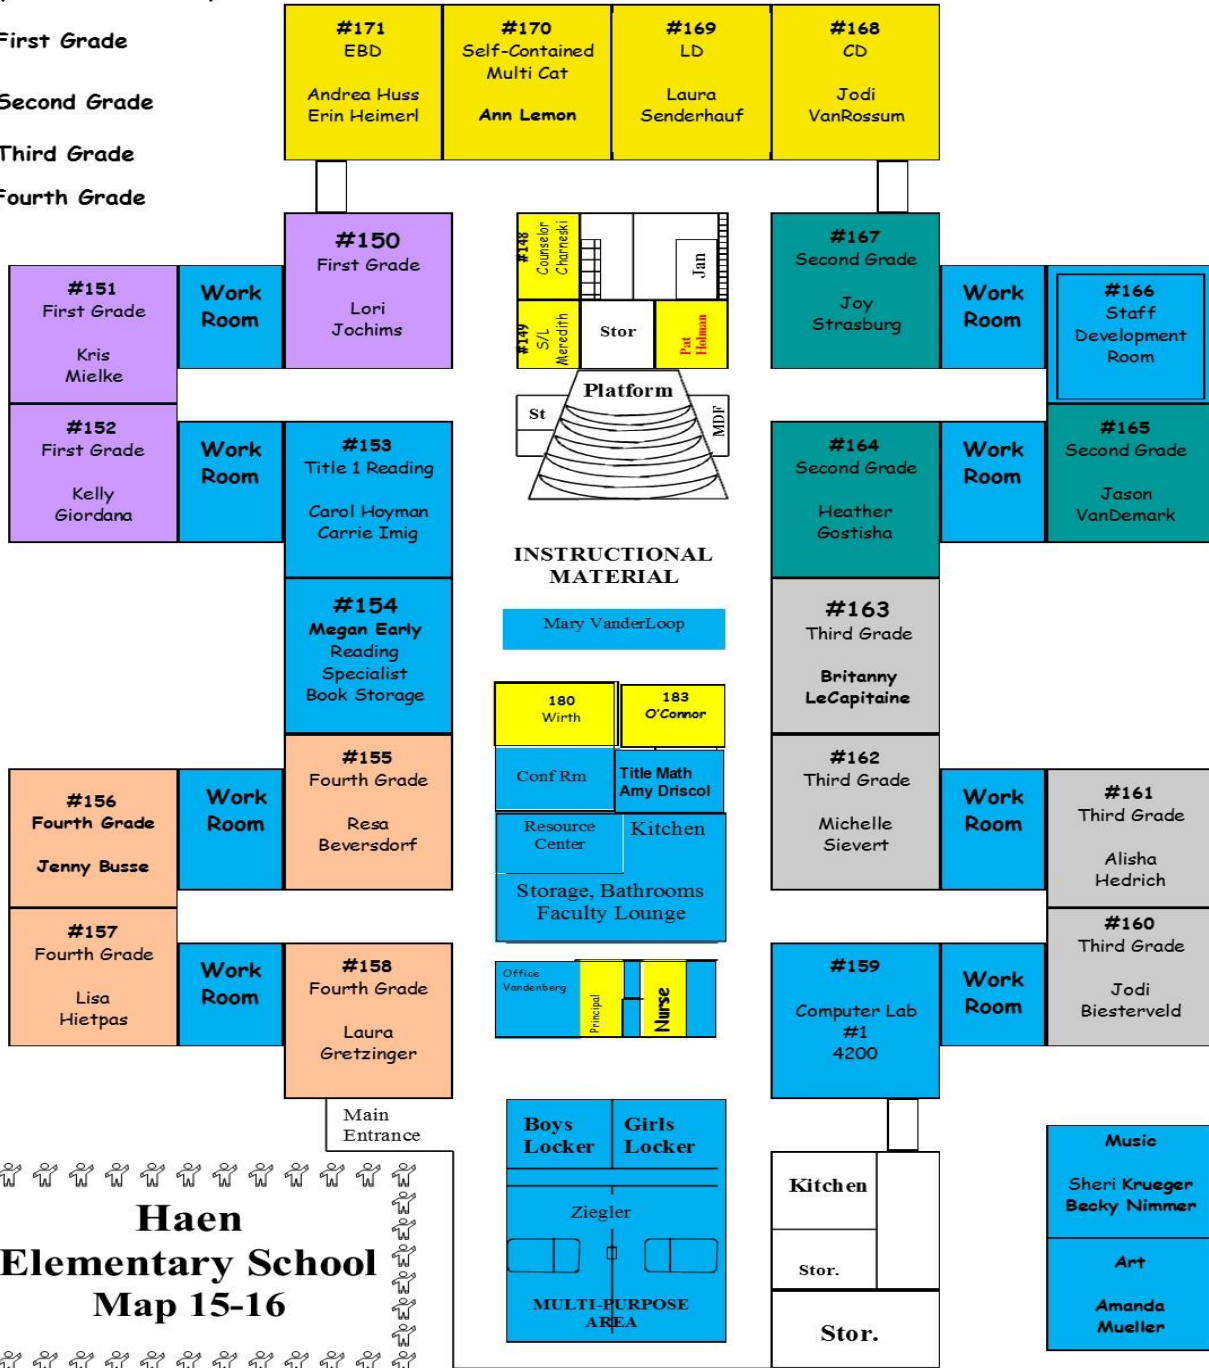 First Grade
Second Grade
Third Grade
Fourth Grade
#171
EBD
Andrea Huss
Erin Heimerl
#170
Self-Contained
Multi Cat
Ann Lemon
#169
LD
Laura
Senderhauf
#168
CD
Jodi
VanRossum
#150
First Grade
Lori
Jochims
#148
Counselor
Charneski
Jan
#149
S/L
Meredith
Stor
Pat
Holman
#167
Second Grade
Joy
Strasburg
#151
First Grade
Kris
Mielke
Work
Room
Work
Room
#166
Staff
Development
Room
Platform
St
MDF
#152
First Grade
Kelly
Giordana
Work
Room
#153
Title 1 Reading
Carol Hoyman
Carrie Imig
#164
Second Grade
Heather
Gostisha
Work
Room
#165
Second Grade
Jason
VanDemark
INSTRUCTIONAL
MATERIAL
Mary VanderLoop
#154
Megan Early
Reading
Specialist
Book Storage
#163
Third Grade
Britanny
LeCapitaine
180
Wirth
183
O'Connor
Conf Rm
Title Math
Amy Driscol
Resource
Center
Kitchen
Storage, Bathrooms
Faculty Lounge
#155
Fourth Grade
Resa
Beversdorf
#162
Third Grade
Michelle
Sievert
#156
Fourth Grade
Jenny Busse
Work
Room
Work
Room
#161
Third Grade
Alisha
Hedrich
#157
Fourth Grade
Lisa
Hietpas
Work
Room
#158
Fourth Grade
Laura
Gretzinger
Office
Vandenberg
Principal
Nurse
#159
Computer Lab
#1
4200
Work
Room
#160
Third Grade
Jodi
Biesterveld
Main
Entrance
Boys
Locker
Girls
Locker
Ziegler
MULTI-PURPOSE
AREA
Kitchen
Stor.
Stor.
Music
Sheri Krueger
Becky Nimmer
Art
Amanda
Mueller
Haen
Elementary School
Map 15-16